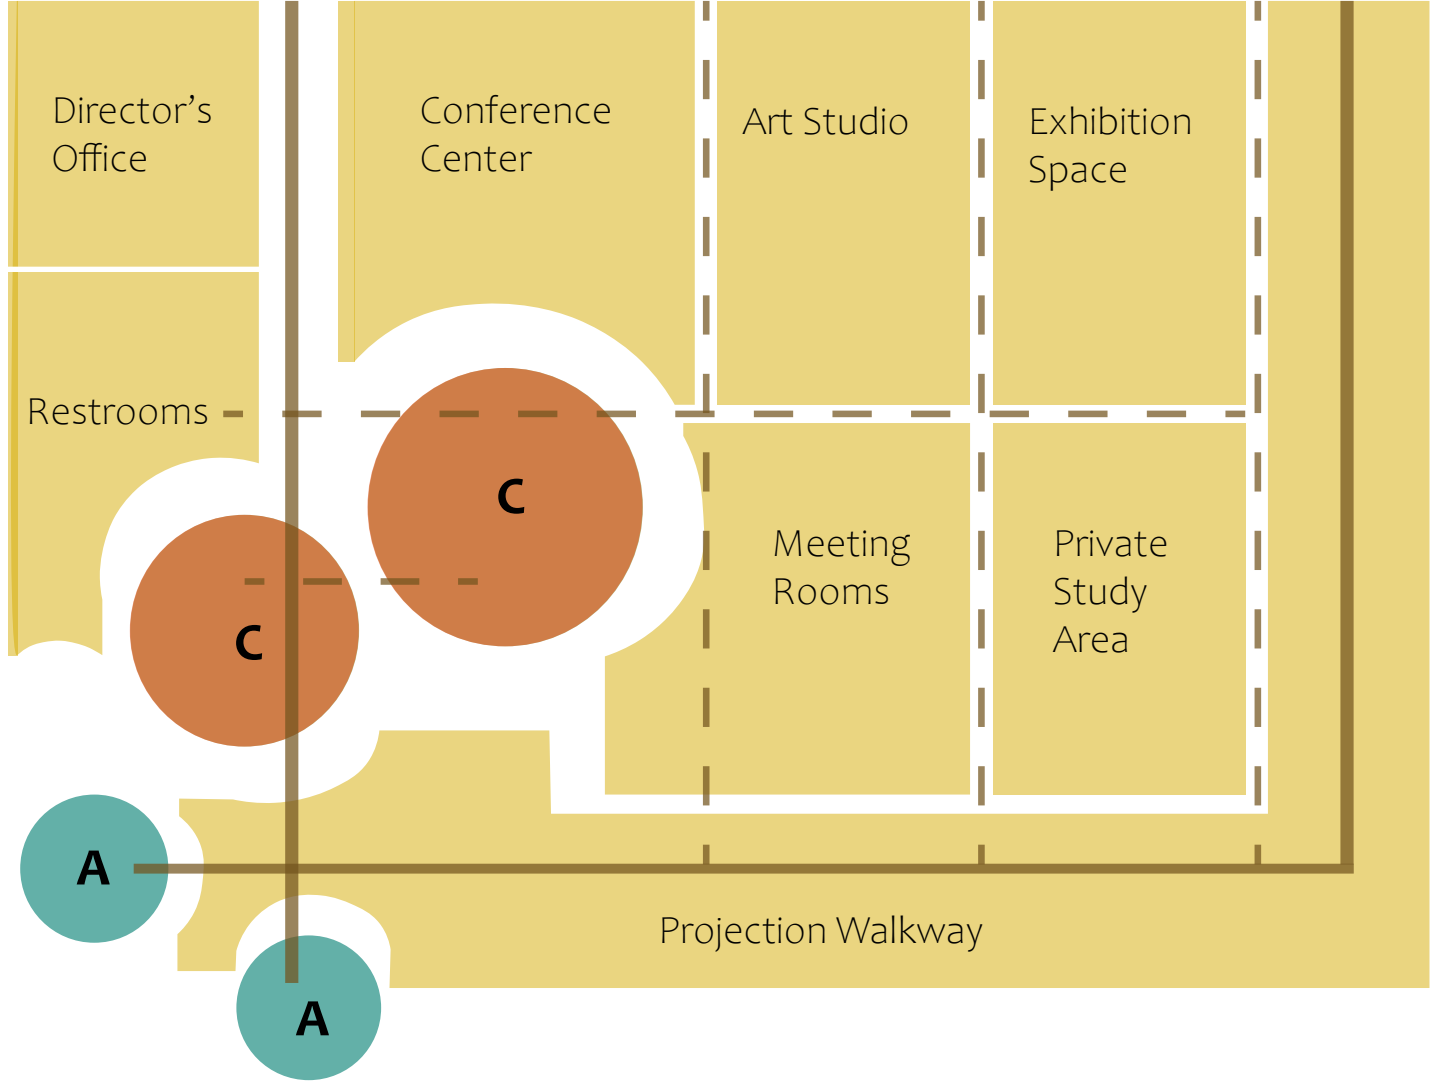 Director’s
Office
Conference
Center
Art Studio
Exhibition
Space
Restrooms
C
Meeting
Rooms
Private
Study
Area
C
A
Projection Walkway
A